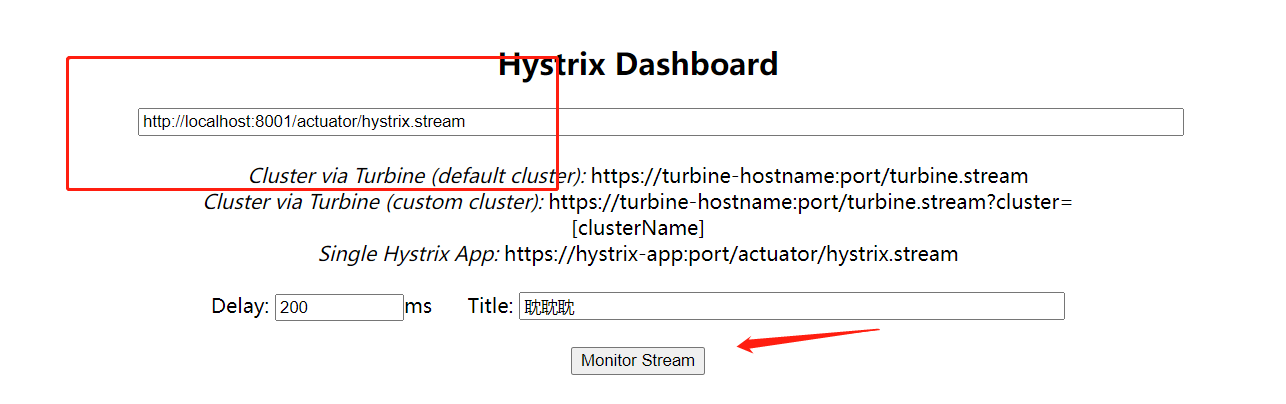 Hystrix Dashboard
http://localhost:8001/actuator/hystrix.stream
Cluster via Turbine (default cluster): https://turbine-hostname:port/turbine.stream
Cluster via Turbine (custom cluster): https://turbine-hostname:port/turbine.stream?cluster=
[clusterName]
Single Hystrix App: https://hystrix-app:port/actuator/hystrix.stream
Delay: 200 ms Title: 耽耽耽
Monitor Stream